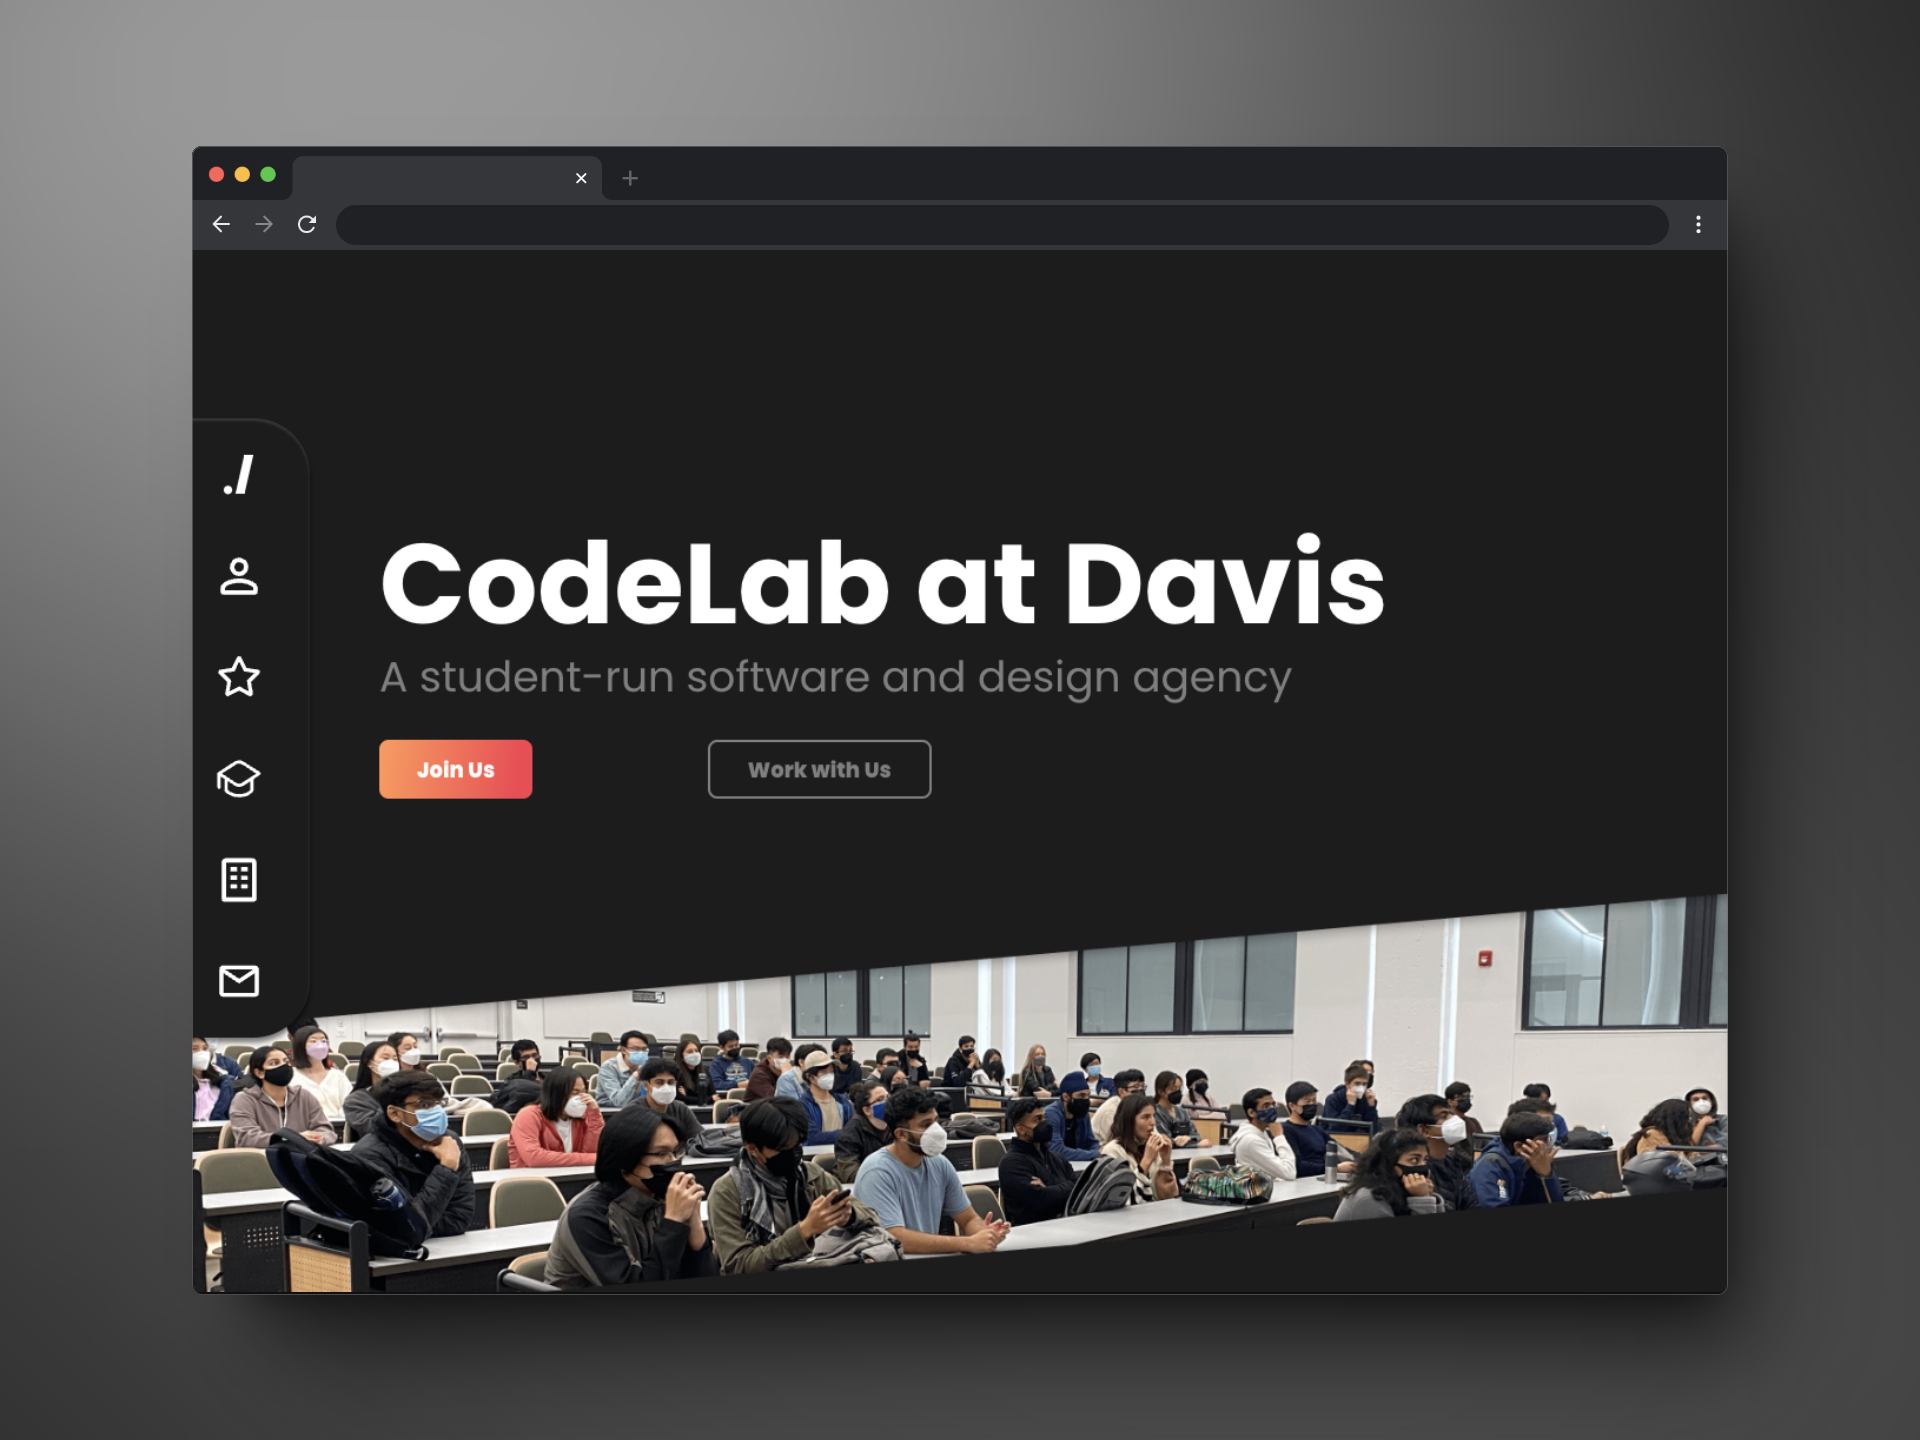 ./
CodeLab at Davis
A student-run software and design agency
Join Us
Work with Us